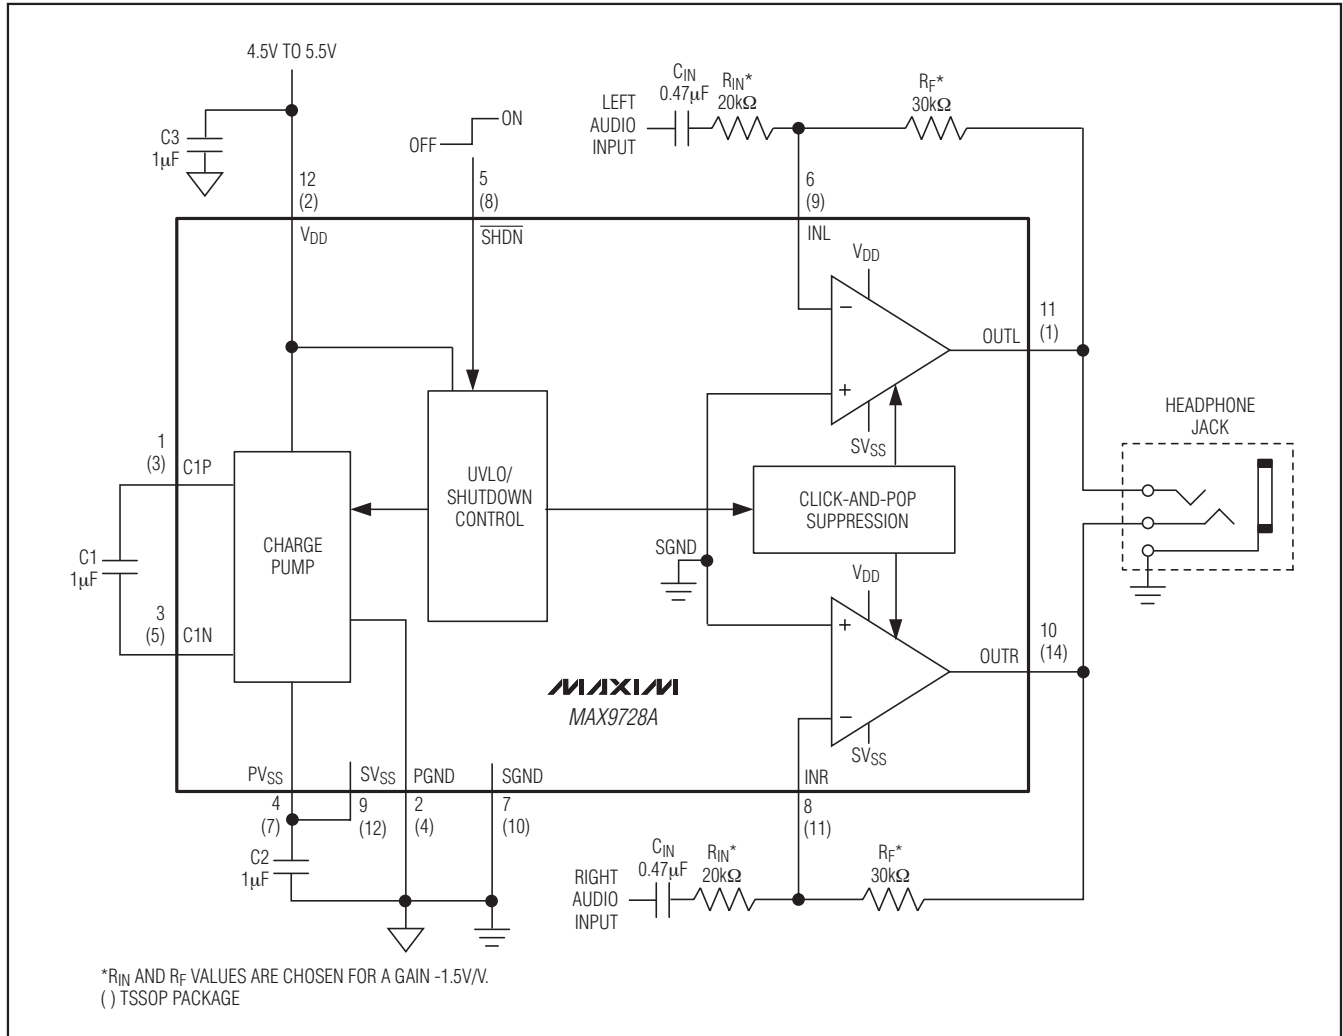 4.5V TO 5.5V
C3
1µF
OFF
ON
12
(2)
5
(8)
VDD
SHDN
LEFT
AUDIO
INPUT
CIN
0.47µF
RIN*
20kΩ
RF*
30kΩ
6
(9)
INL
VDD
−
+
SVSS
OUTL
11
(1)
HEADPHONE
JACK
1
(3)
C1P
C1
1µF
3
(5)
C1N
CHARGE
PUMP
UVLO/
SHUTDOWN
CONTROL
CLICK-AND-POP
SUPPRESSION
SGND
VDD
+
−
SVSS
OUTR
10
(14)
MAXIM
MAX9728A
PVSS
SVSS
PGND
SGND
INR
4
(7)
9
(12)
2
(4)
7
(10)
8
(11)
C2
1µF
RIGHT
AUDIO
INPUT
CIN
0.47µF
RIN*
20kΩ
RF*
30kΩ
*RIN AND RF VALUES ARE CHOSEN FOR A GAIN -1.5V/V.
( ) TSSOP PACKAGE